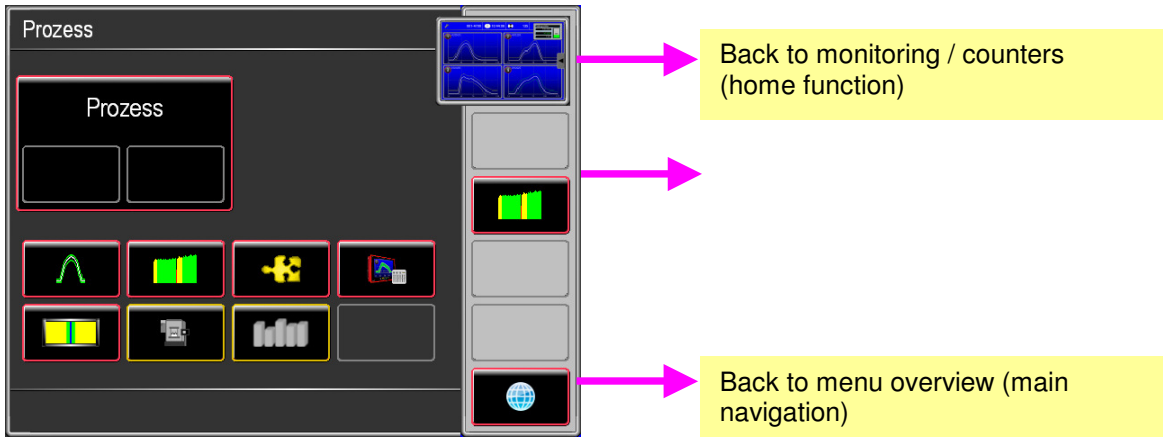 Prozess
Back to monitoring / counters
(home function)
Prozess
Back to menu overview (main
navigation)